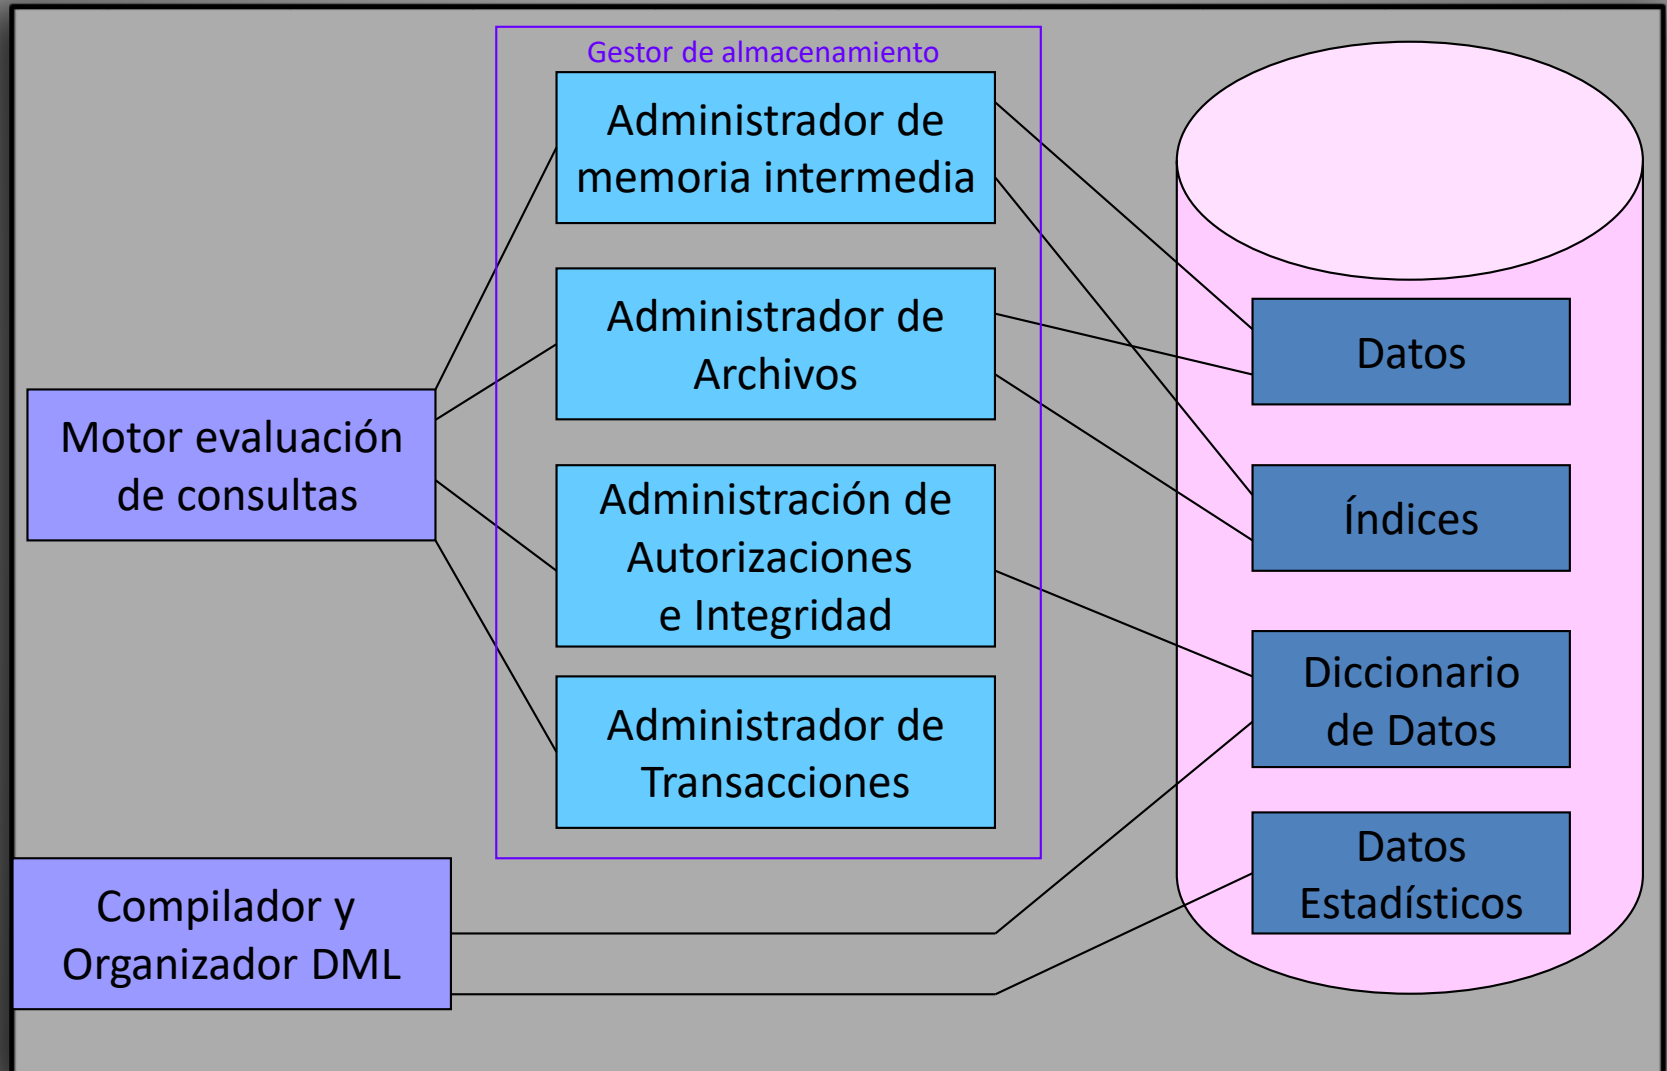 Gestor de almacenamiento
Administrador de
memoria intermedia
Administrador de
Archivos
Motor evaluación
de consultas
Administración de
Autorizaciones
e Integridad
Administrador de
Transacciones
Compilador y
Organizador DML
Datos
Índices
Diccionario
de Datos
Datos
Estadísticos